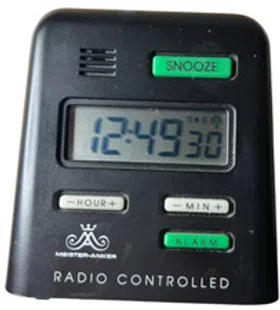 SNOOZE
12:49 30
-HOUR+
-MIN+
ALARM
MEISTER-ANKER
RADIO CONTROLLED